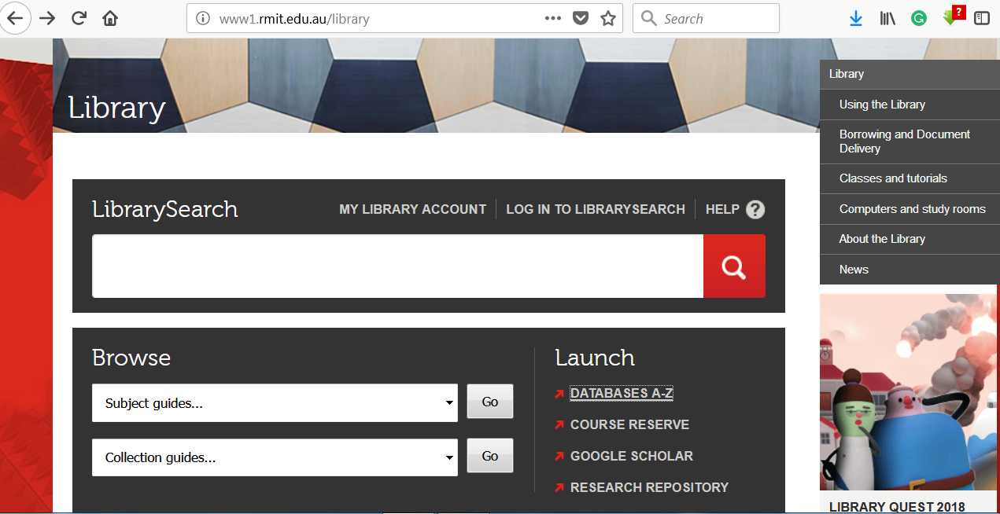 www1.rmit.edu.au/library
Search
?
Library
Library
Using the Library
Borrowing and Document
Delivery
Classes and tutorials
Computers and study rooms
About the Library
News
LibrarySearch
MY LIBRARY ACCOUNT
LOG IN TO LIBRARYSEARCH
HELP ?
Browse
Subject guides...
Go
Collection guides...
Go
Launch
DATABASES A-Z
COURSE RESERVE
GOOGLE SCHOLAR
RESEARCH REPOSITORY
LIBRARY QUEST 2018